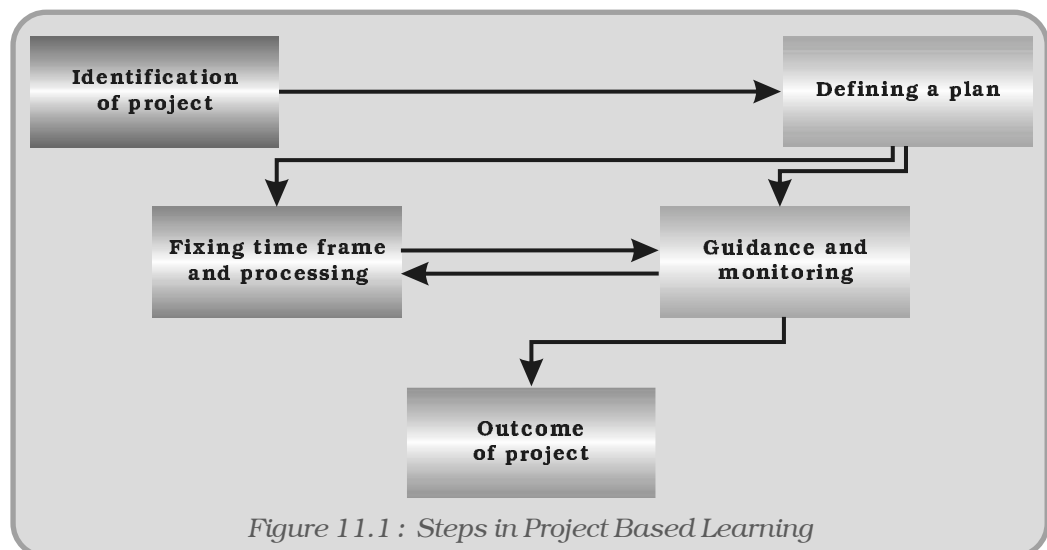 Identification
of project
Defining a plan
Fixing time frame
and processing
Guidance and
monitoring
Outcome
of project
Figure 11.1 : Steps in Project Based Learning